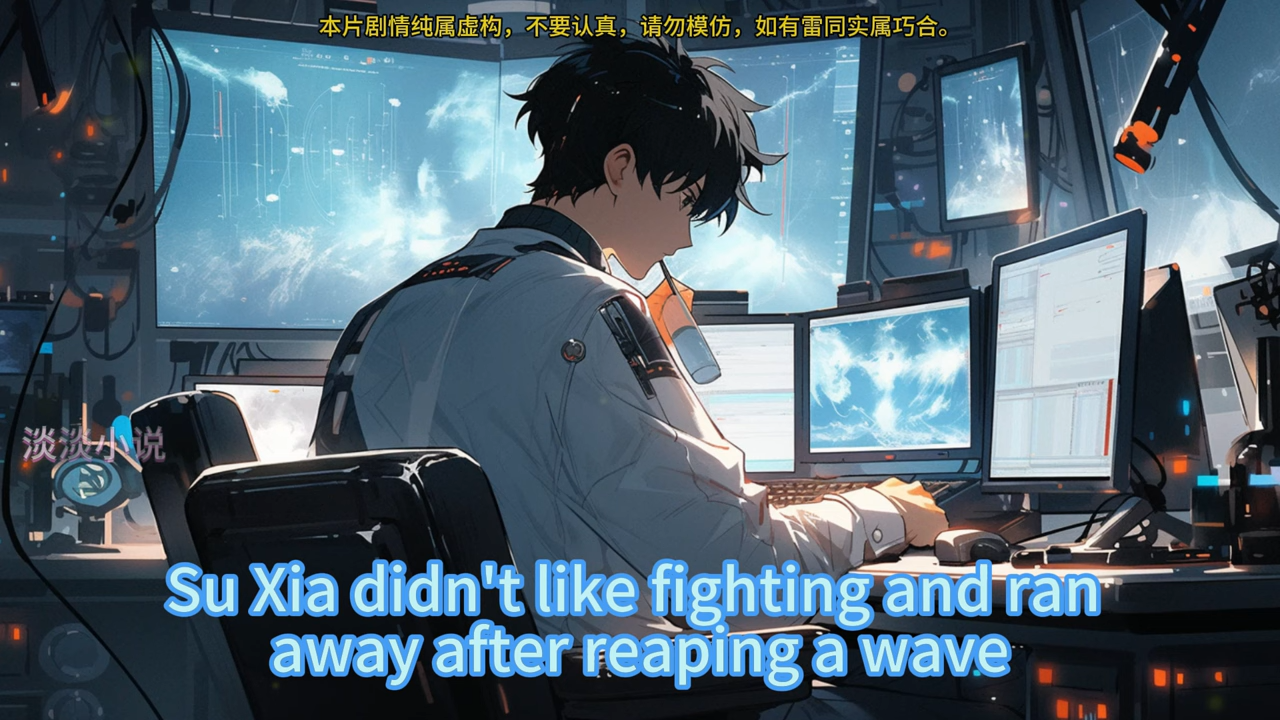 本片剧情纯属虚构，不要认真，请勿模仿，如有雷同实属巧合。
淡淡小说
Su Xia didn't like fighting and ran
away after reaping a wave